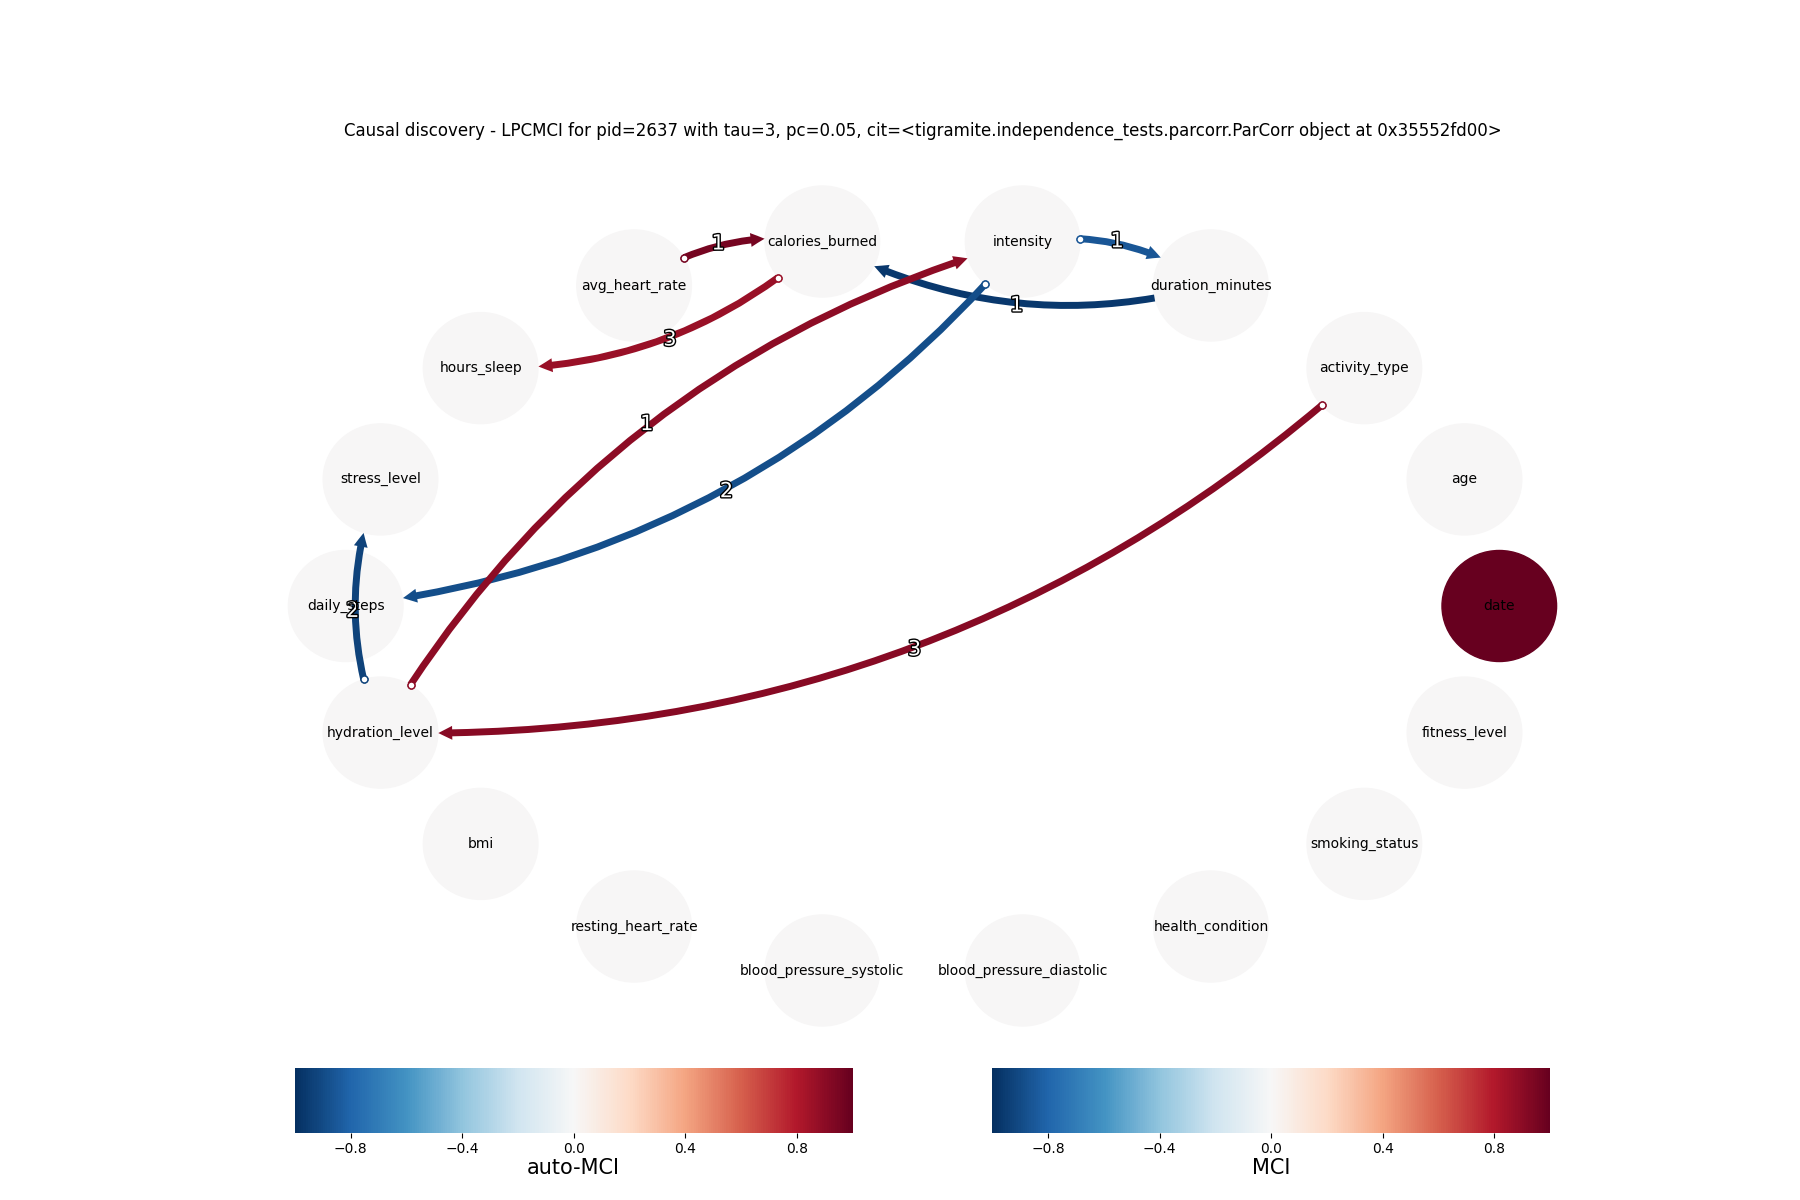 Causal discovery - LPCMCI for pid=2637 with tau=3, pc=0.05, cit=<tigramite.independence_tests.parcorr.ParCorr object at 0x35552fd00>
calories_burned
intensity
1
1
avg_heart_rate
duration_minutes
1
3
hours_sleep
activity_type
1
stress_level
age
2
daily_steps
2
date
3
hydration_level
fitness_level
bmi
smoking_status
resting_heart_rate
health_condition
blood_pressure_systolic
blood_pressure_diastolic
−0.8 −0.4 0.0 0.4 0.8
auto-MCI
−0.8 −0.4 0.0 0.4 0.8
MCI